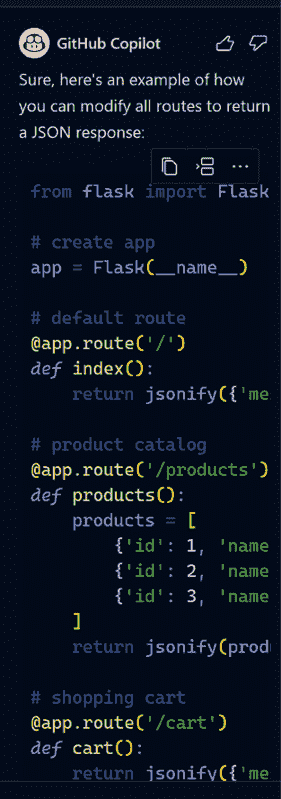 GitHub Copilot
Sure, here's an example of how
you can modify all routes to return
a JSON response:
from flask import Flask
# create app
app = Flask(__name__)
# default route
@app.route('/')
def index():
    return jsonify({'me
# product catalog
@app.route('/products')
def products():
    products = [
        {'id': 1, 'name
        {'id': 2, 'name
        {'id': 3, 'name
    ]
    return jsonify(prod
# shopping cart
@app.route('/cart')
def cart():
    return jsonify({'me